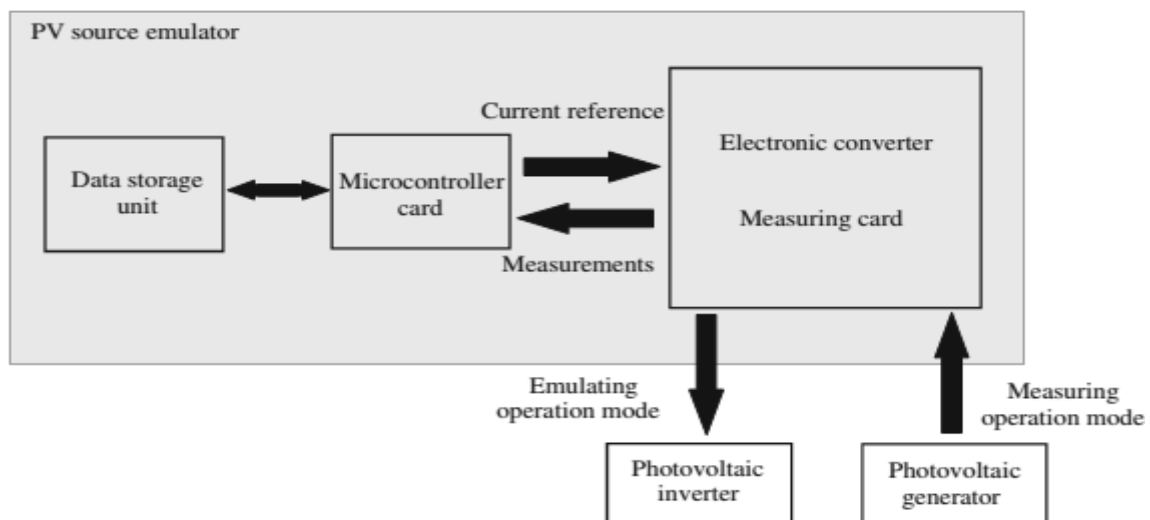 PV source emulator
Current reference
Electronic converter
Data storage
unit
Microcontroller
card
Measuring card
Measurements
Emulating
operation mode
Measuring
operation mode
Photovoltaic
inverter
Photovoltaic
generator